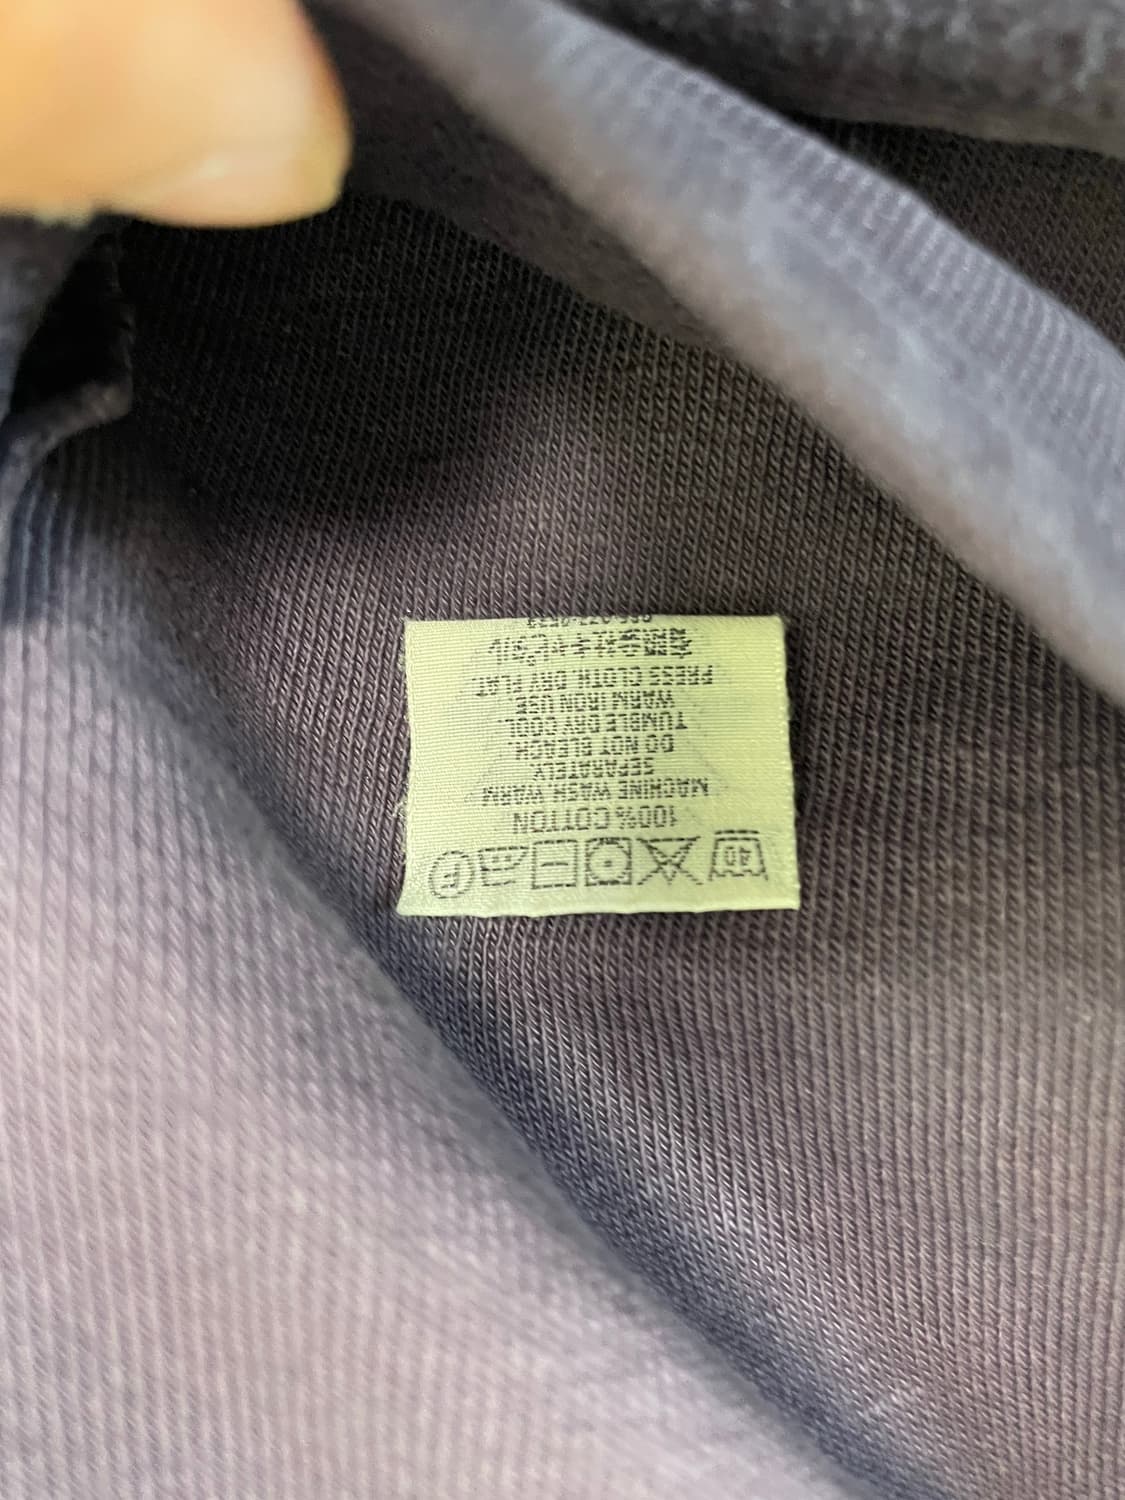 40
P
100% COTTON
MACHINE WASH, WARM
SEPARATELY.
DO NOT BLEACH.
TUMBLE DRY COOL.
WARM IRON USE
PRESS CLOTH. DRY FLAT.